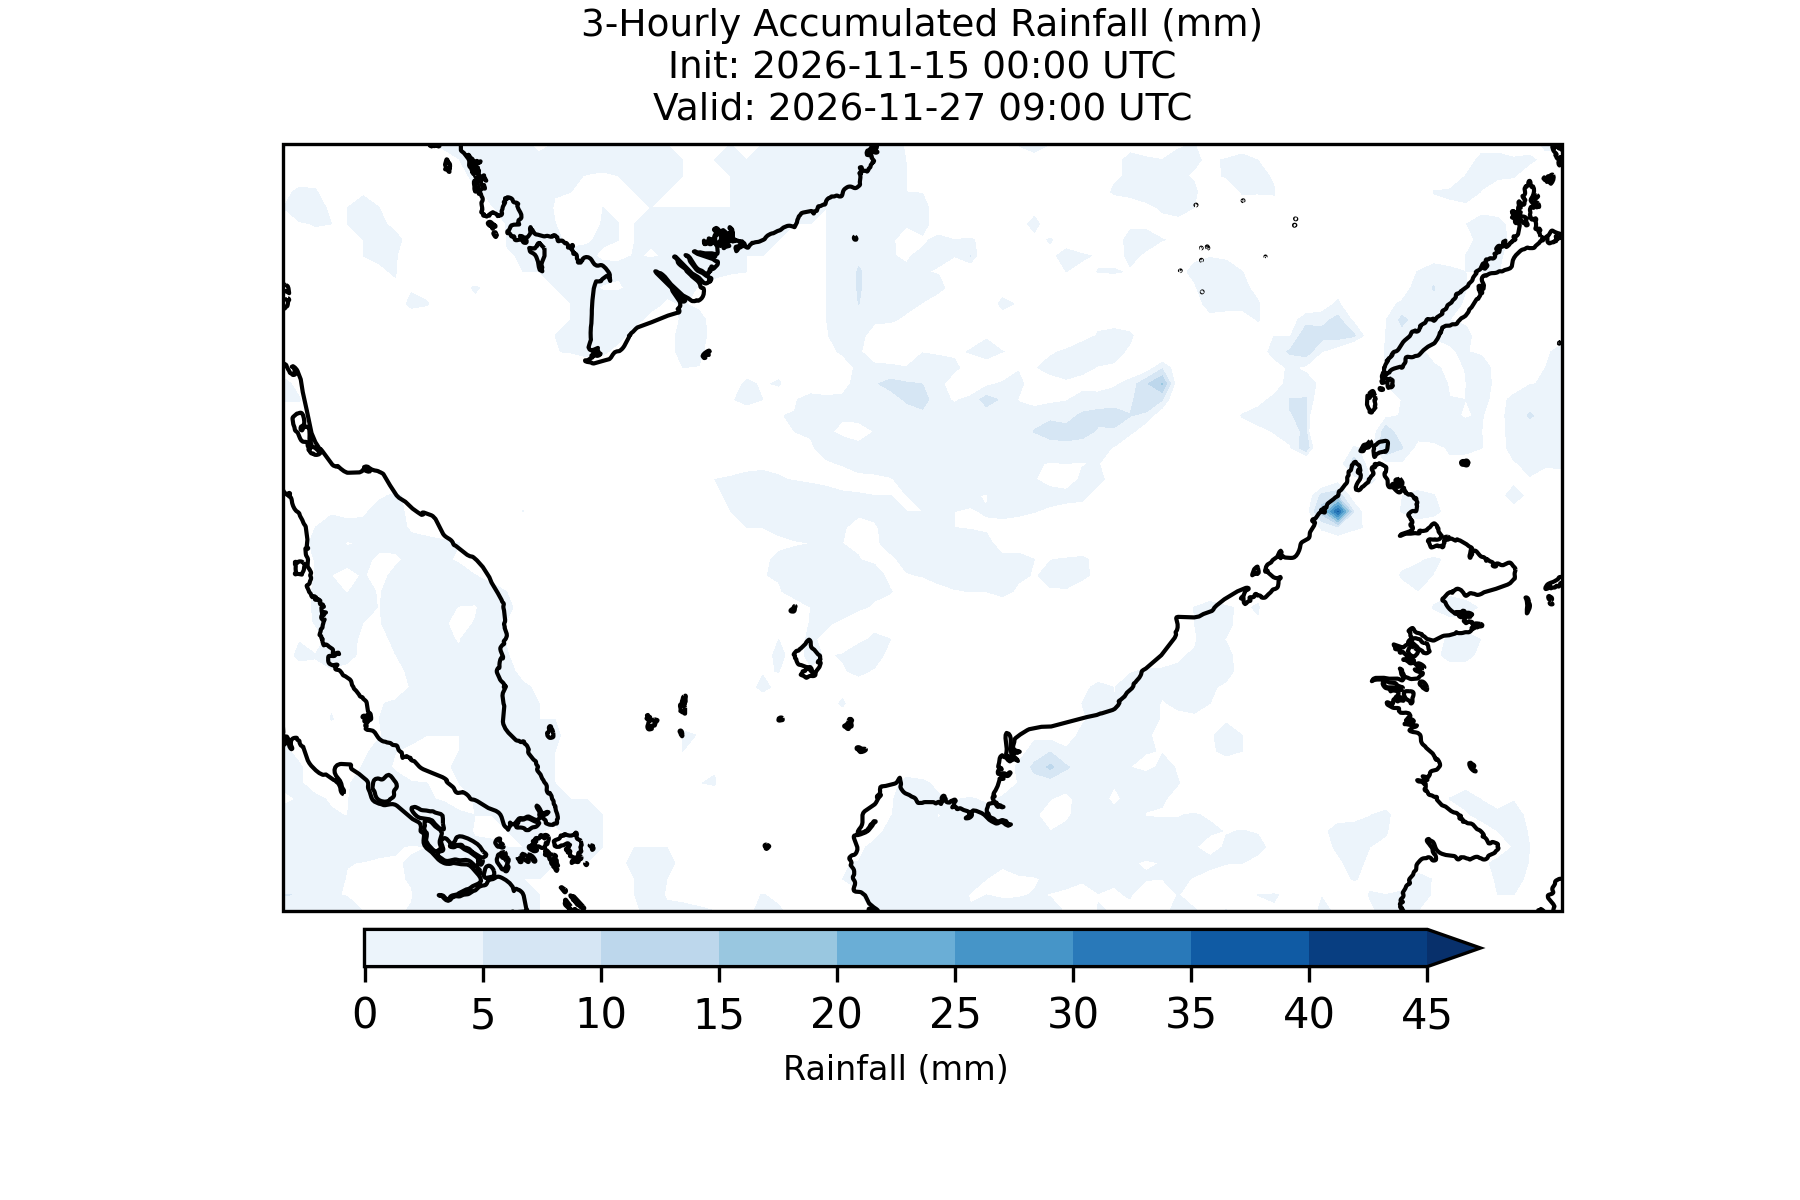 3-Hourly Accumulated Rainfall (mm)
Init: 2026-11-15 00:00 UTC
Valid: 2026-11-27 09:00 UTC
0 5 10 15 20 25 30 35 40 45
Rainfall (mm)